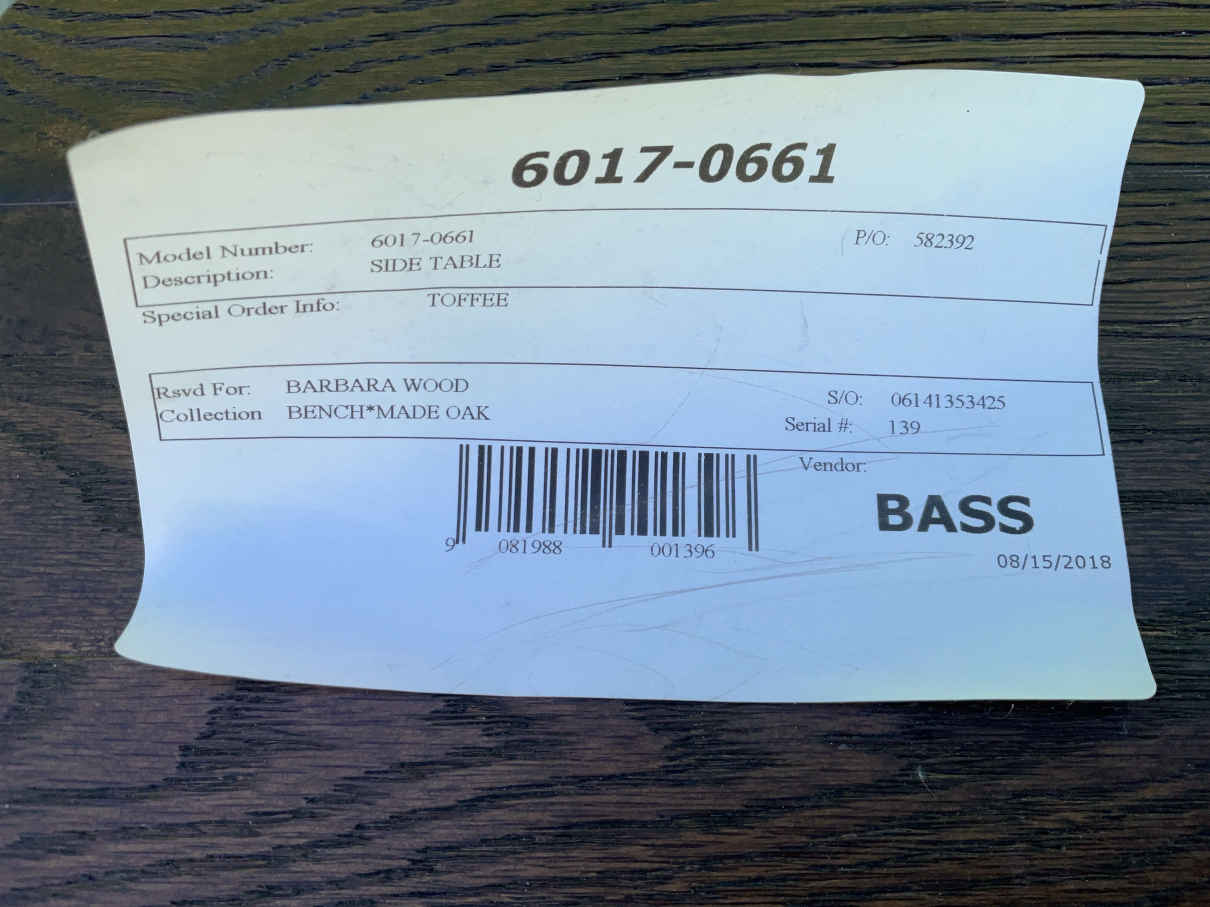 6017-0661
Model Number: 6017-0661 P/O: 582392
Description: SIDE TABLE
Special Order Info: TOFFEE
Rsvd For: BARBARA WOOD S/O: 06141353425
Collection BENCH*MADE OAK Serial #: 139
Vendor:
BASS
9 081988 001396
08/15/2018